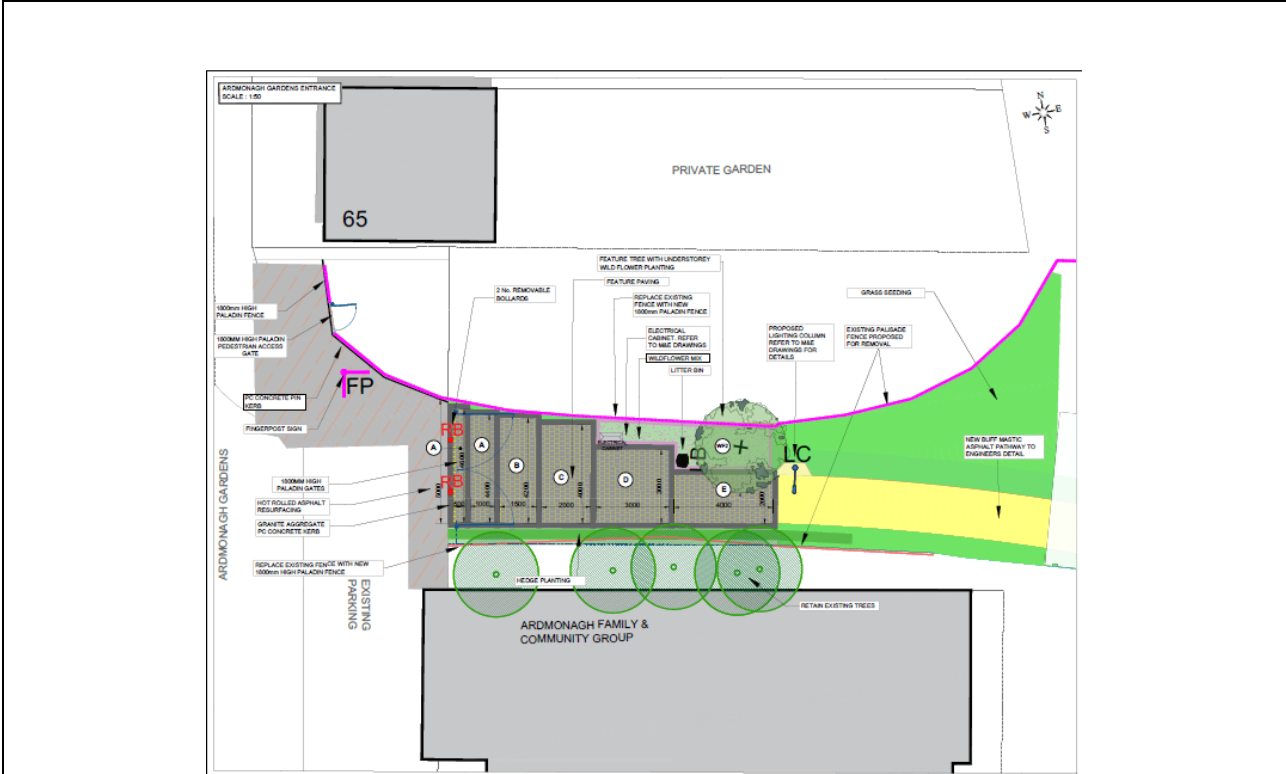 ARDMONAGH GARDENS ENTRANCE
SCALE : 1:50
N
W E
S
PRIVATE GARDEN
65
FEATURE TREE WITH UNDERSTOREY
WILD FLOWER PLANTING
FEATURE PAVING
2 No. REMOVABLE
BOLLARDS
REPLACE EXISTING
FENCE WITH NEW
1800mm PALADIN FENCE
GRASS SEEDING
1800mm HIGH
PALADIN FENCE
ELECTRICAL
CABINET. REFER
TO M&E DRAWINGS
PROPOSED
LIGHTING COLUMN
REFER TO M&E
DRAWINGS FOR
DETAILS
EXISTING PALISADE
FENCE PROPOSED
FOR REMOVAL
1800MM HIGH PALADIN
PEDESTRIAN ACCESS
GATE
WILDFLOWER MIX
LITTER BIN
FP
PC CONCRETE PIN
KERB
FINGERPOST SIGN
RB
A
A
B
C
D
E
LB
LC
NEW BUFF MASTIC
ASPHALT PATHWAY TO
ENGINEERS DETAIL
1800MM HIGH
PALADIN GATES
RB
HOT ROLLED ASPHALT
RESURFACING
1500
2000
3000
4000
GRANITE AGGREGATE
PC CONCRETE KERB
ARDMONAGH GARDENS
REPLACE EXISTING FENCE WITH NEW
1800mm HIGH PALADIN FENCE
HEDGE PLANTING
EXISTING
PARKING
RETAIN EXISTING TREES
ARDMONAGH FAMILY &
COMMUNITY GROUP